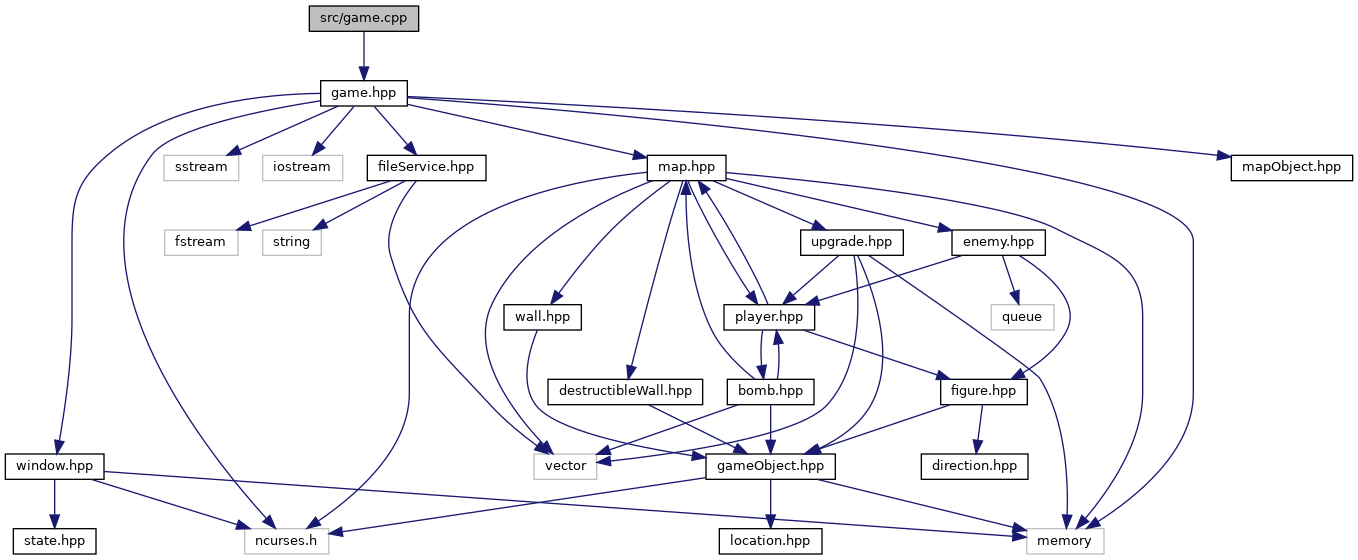 src/game.cpp
game.hpp
sstream
iostream
fileService.hpp
map.hpp
mapObject.hpp
fstream
string
upgrade.hpp
enemy.hpp
wall.hpp
player.hpp
queue
destructibleWall.hpp
bomb.hpp
figure.hpp
window.hpp
vector
gameObject.hpp
direction.hpp
state.hpp
ncurses.h
location.hpp
memory